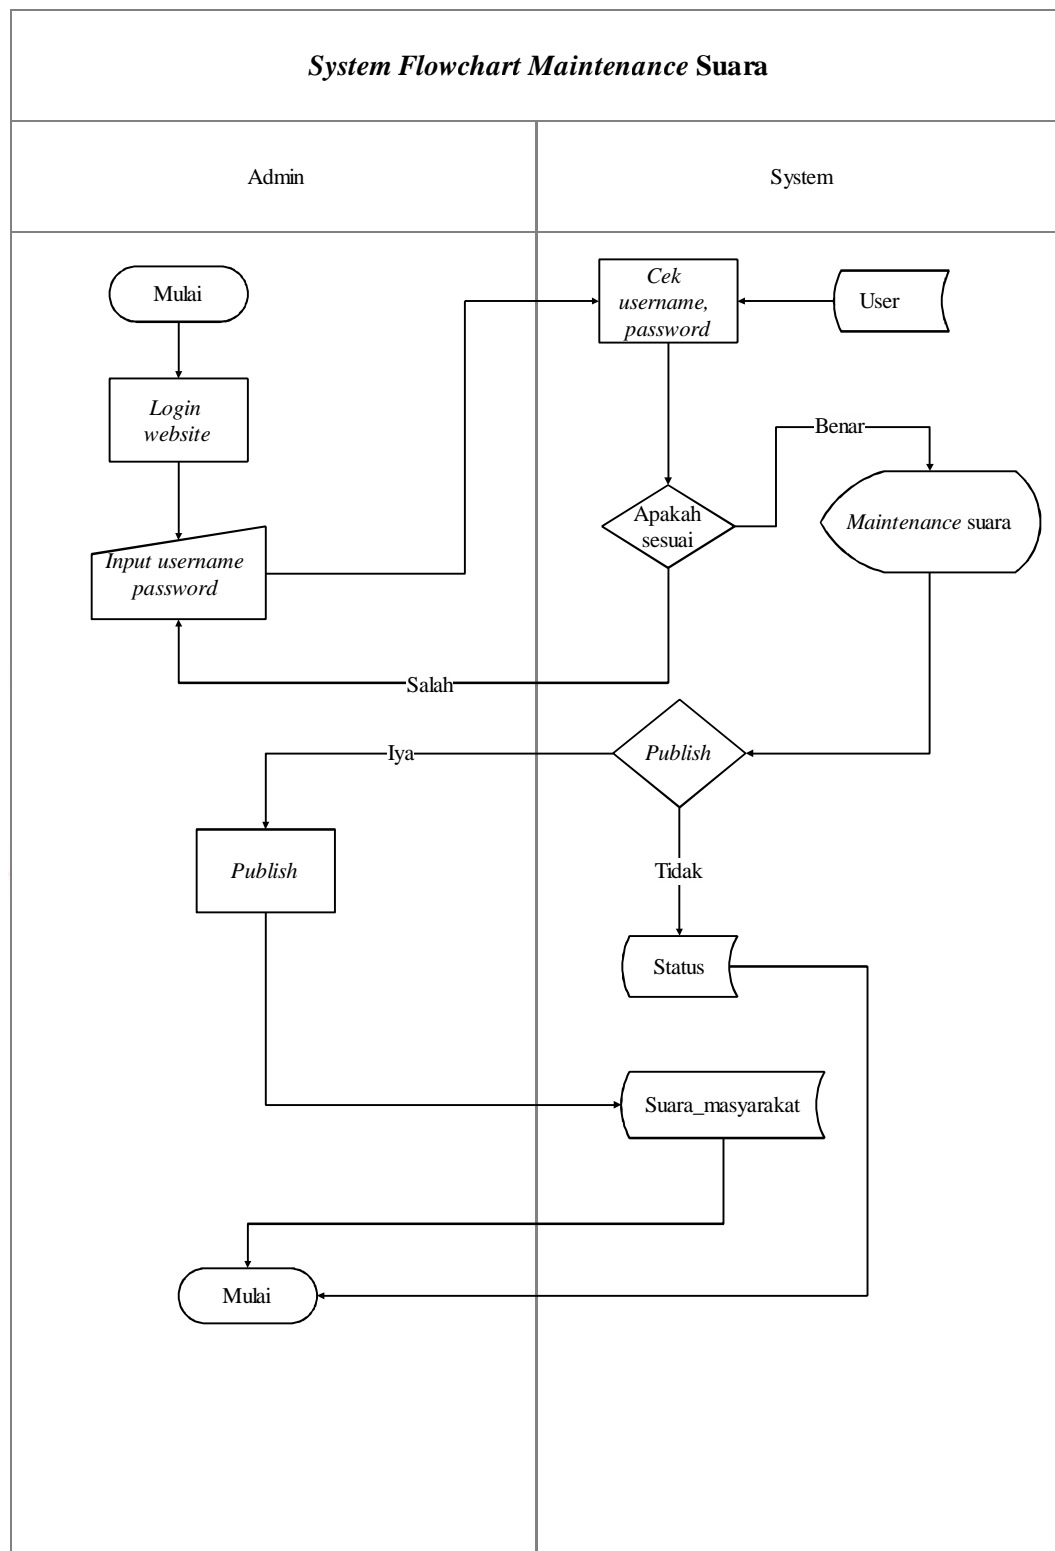 System Flowchart Maintenance Suara
Admin
System
Mulai
Cek
username,
password
User
Login
website
Benar
Apakah
sesuai
Maintenance suara
Input username
password
Salah
Iya
Publish
Publish
Tidak
Status
Suara_masyarakat
Mulai